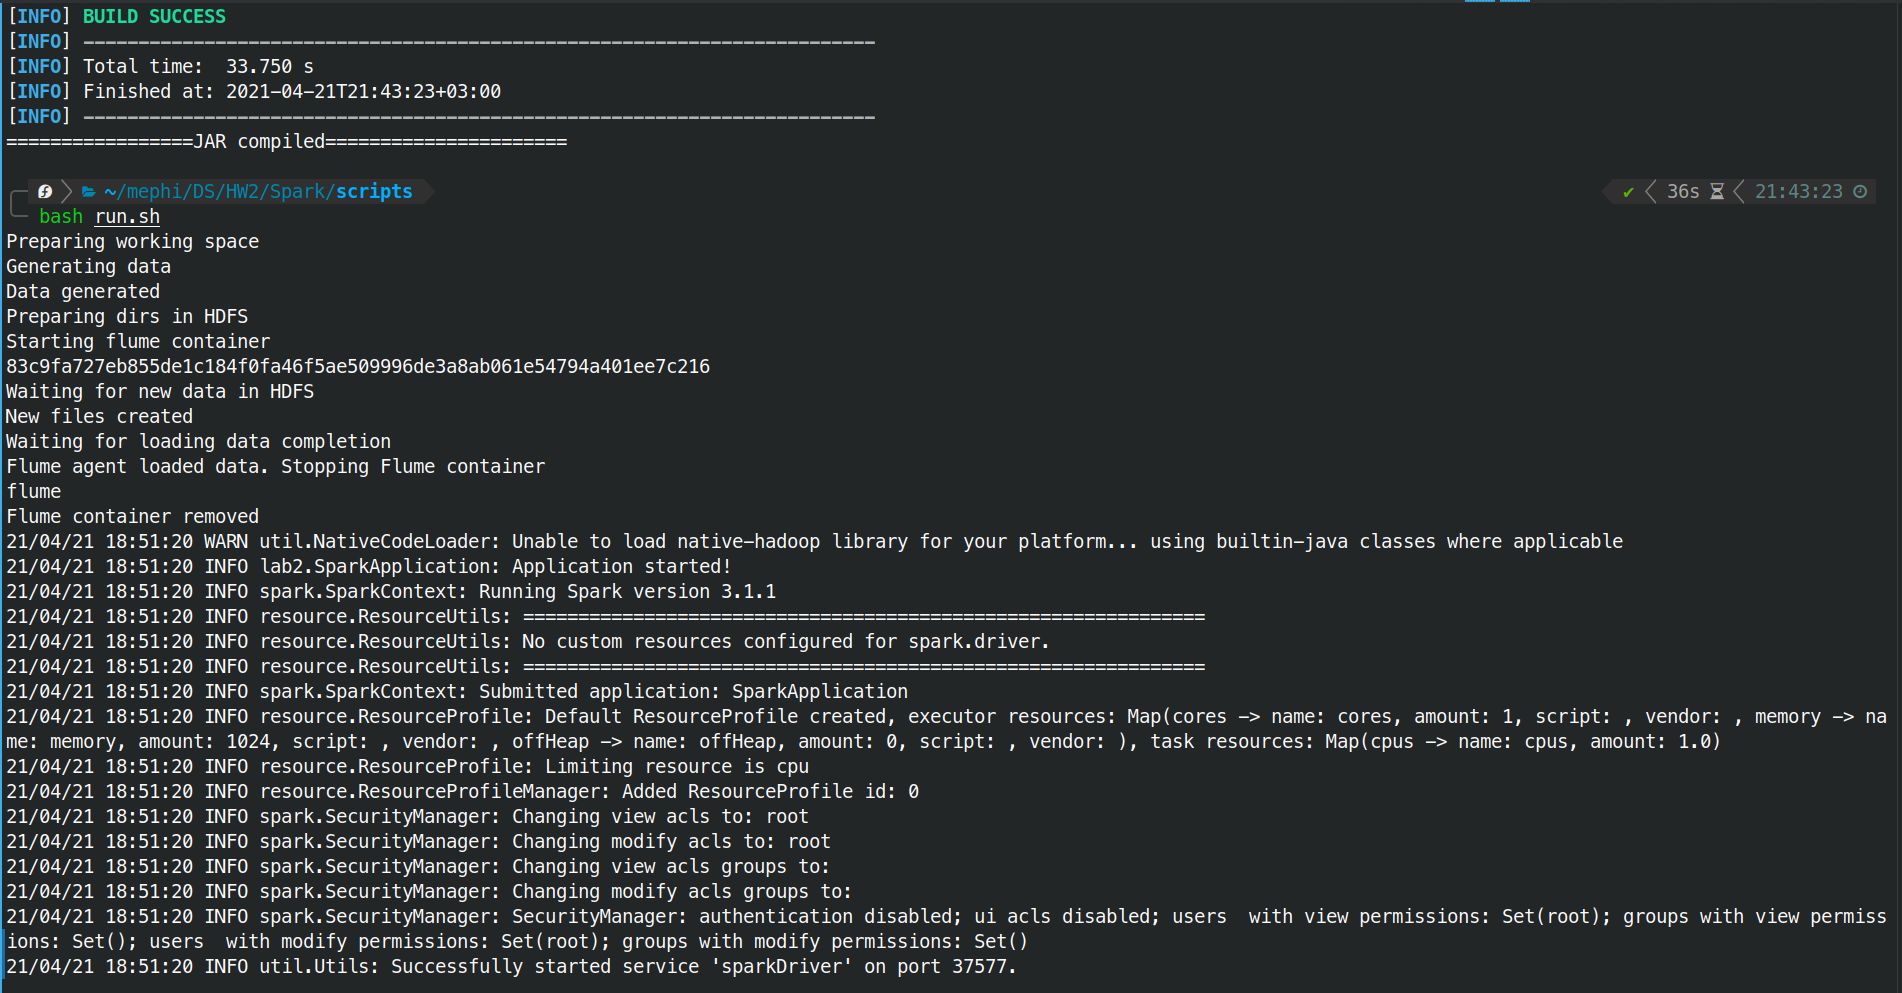 [INFO] BUILD SUCCESS
[INFO] ------------------------------------------------------------------------
[INFO] Total time:  33.750 s
[INFO] Finished at: 2021-04-21T21:43:23+03:00
[INFO] ------------------------------------------------------------------------
=================JAR compiled======================
~/mephi/DS/HW2/Spark/scripts ✔ 36s 21:43:23
bash run.sh
Preparing working space
Generating data
Data generated
Preparing dirs in HDFS
Starting flume container
83c9fa727eb855de1c184f0fa46f5ae509996de3a8ab061e54794a401ee7c216
Waiting for new data in HDFS
New files created
Waiting for loading data completion
Flume agent loaded data. Stopping Flume container
flume
Flume container removed
21/04/21 18:51:20 WARN util.NativeCodeLoader: Unable to load native-hadoop library for your platform... using builtin-java classes where applicable
21/04/21 18:51:20 INFO lab2.SparkApplication: Application started!
21/04/21 18:51:20 INFO spark.SparkContext: Running Spark version 3.1.1
21/04/21 18:51:20 INFO resource.ResourceUtils: ==============================================================
21/04/21 18:51:20 INFO resource.ResourceUtils: No custom resources configured for spark.driver.
21/04/21 18:51:20 INFO resource.ResourceUtils: ==============================================================
21/04/21 18:51:20 INFO spark.SparkContext: Submitted application: SparkApplication
21/04/21 18:51:20 INFO resource.ResourceProfile: Default ResourceProfile created, executor resources: Map(cores -> name: cores, amount: 1, script: , vendor: , memory -> na
me: memory, amount: 1024, script: , vendor: , offHeap -> name: offHeap, amount: 0, script: , vendor: ), task resources: Map(cpus -> name: cpus, amount: 1.0)
21/04/21 18:51:20 INFO resource.ResourceProfile: Limiting resource is cpu
21/04/21 18:51:20 INFO resource.ResourceProfileManager: Added ResourceProfile id: 0
21/04/21 18:51:20 INFO spark.SecurityManager: Changing view acls to: root
21/04/21 18:51:20 INFO spark.SecurityManager: Changing modify acls to: root
21/04/21 18:51:20 INFO spark.SecurityManager: Changing view acls groups to:
21/04/21 18:51:20 INFO spark.SecurityManager: Changing modify acls groups to:
21/04/21 18:51:20 INFO spark.SecurityManager: SecurityManager: authentication disabled; ui acls disabled; users  with view permissions: Set(root); groups with view permiss
ions: Set(); users  with modify permissions: Set(root); groups with modify permissions: Set()
21/04/21 18:51:20 INFO util.Utils: Successfully started service 'sparkDriver' on port 37577.